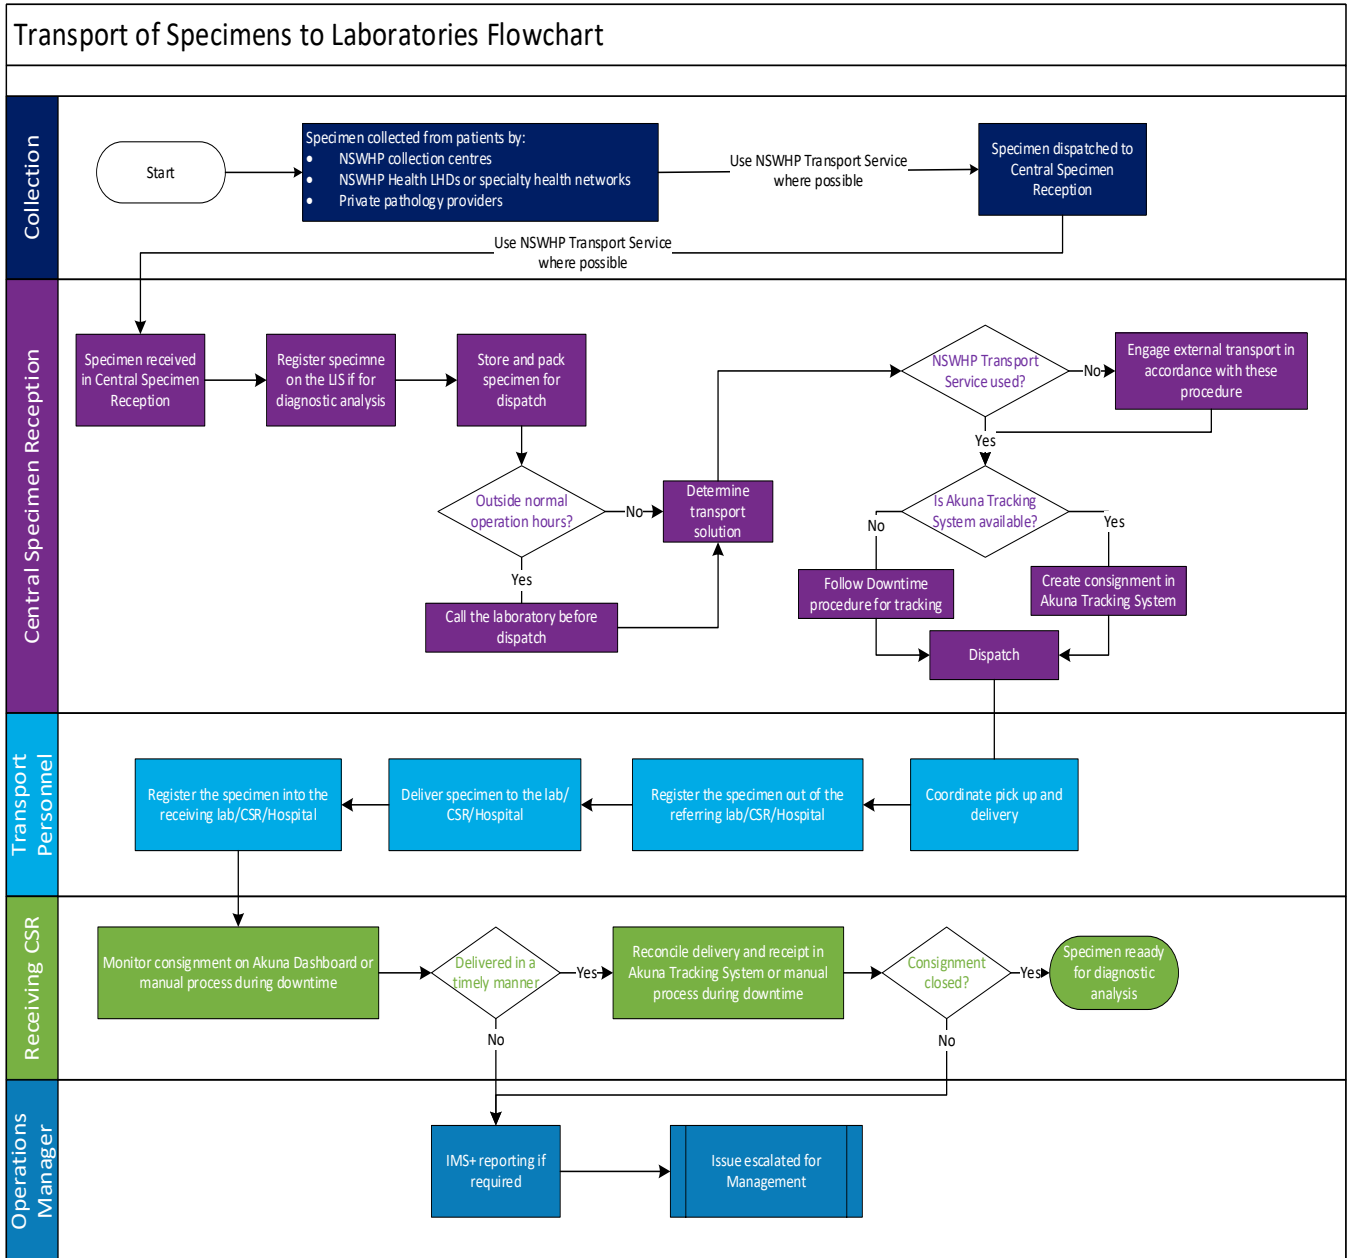 Transport of Specimens to Laboratories Flowchart
Collection
Start
Specimen collected from patients by:
• NSWHP collection centres
• NSWHP Health LHDs or specialty health networks
• Private pathology providers
Use NSWHP Transport Service
where possible
Specimen dispatched to
Central Specimen
Reception
Use NSWHP Transport Service
where possible
Central Specimen Reception
Specimen received
in Central Specimen
Reception
Register specimne
on the LIS if for
diagnostic analysis
Store and pack
specimen for
dispatch
Outside normal
operation hours?
No
Yes
Call the laboratory before
dispatch
Determine
transport
solution
NSWHP Transport
Service used?
No
Engage external transport in
accordance with these
procedure
Yes
Is Akuna Tracking
System available?
No
Yes
Follow Downtime
procedure for tracking
Create consignment in
Akuna Tracking System
Dispatch
Transport
Personnel
Register the specimen into the
receiving lab/CSR/Hospital
Deliver specimen to the lab/
CSR/Hospital
Register the specimen out of the
referring lab/CSR/Hospital
Coordinate pick up and
delivery
Receiving CSR
Monitor consignment on Akuna Dashboard or
manual process during downtime
Delivered in a
timely manner
Yes
No
Reconcile delivery and receipt in
Akuna Tracking System or manual
process during downtime
Consignment
closed?
Yes
No
Specimen reaady
for diagnostic
analysis
Operations
Manager
IMS+ reporting if
required
Issue escalated for
Management